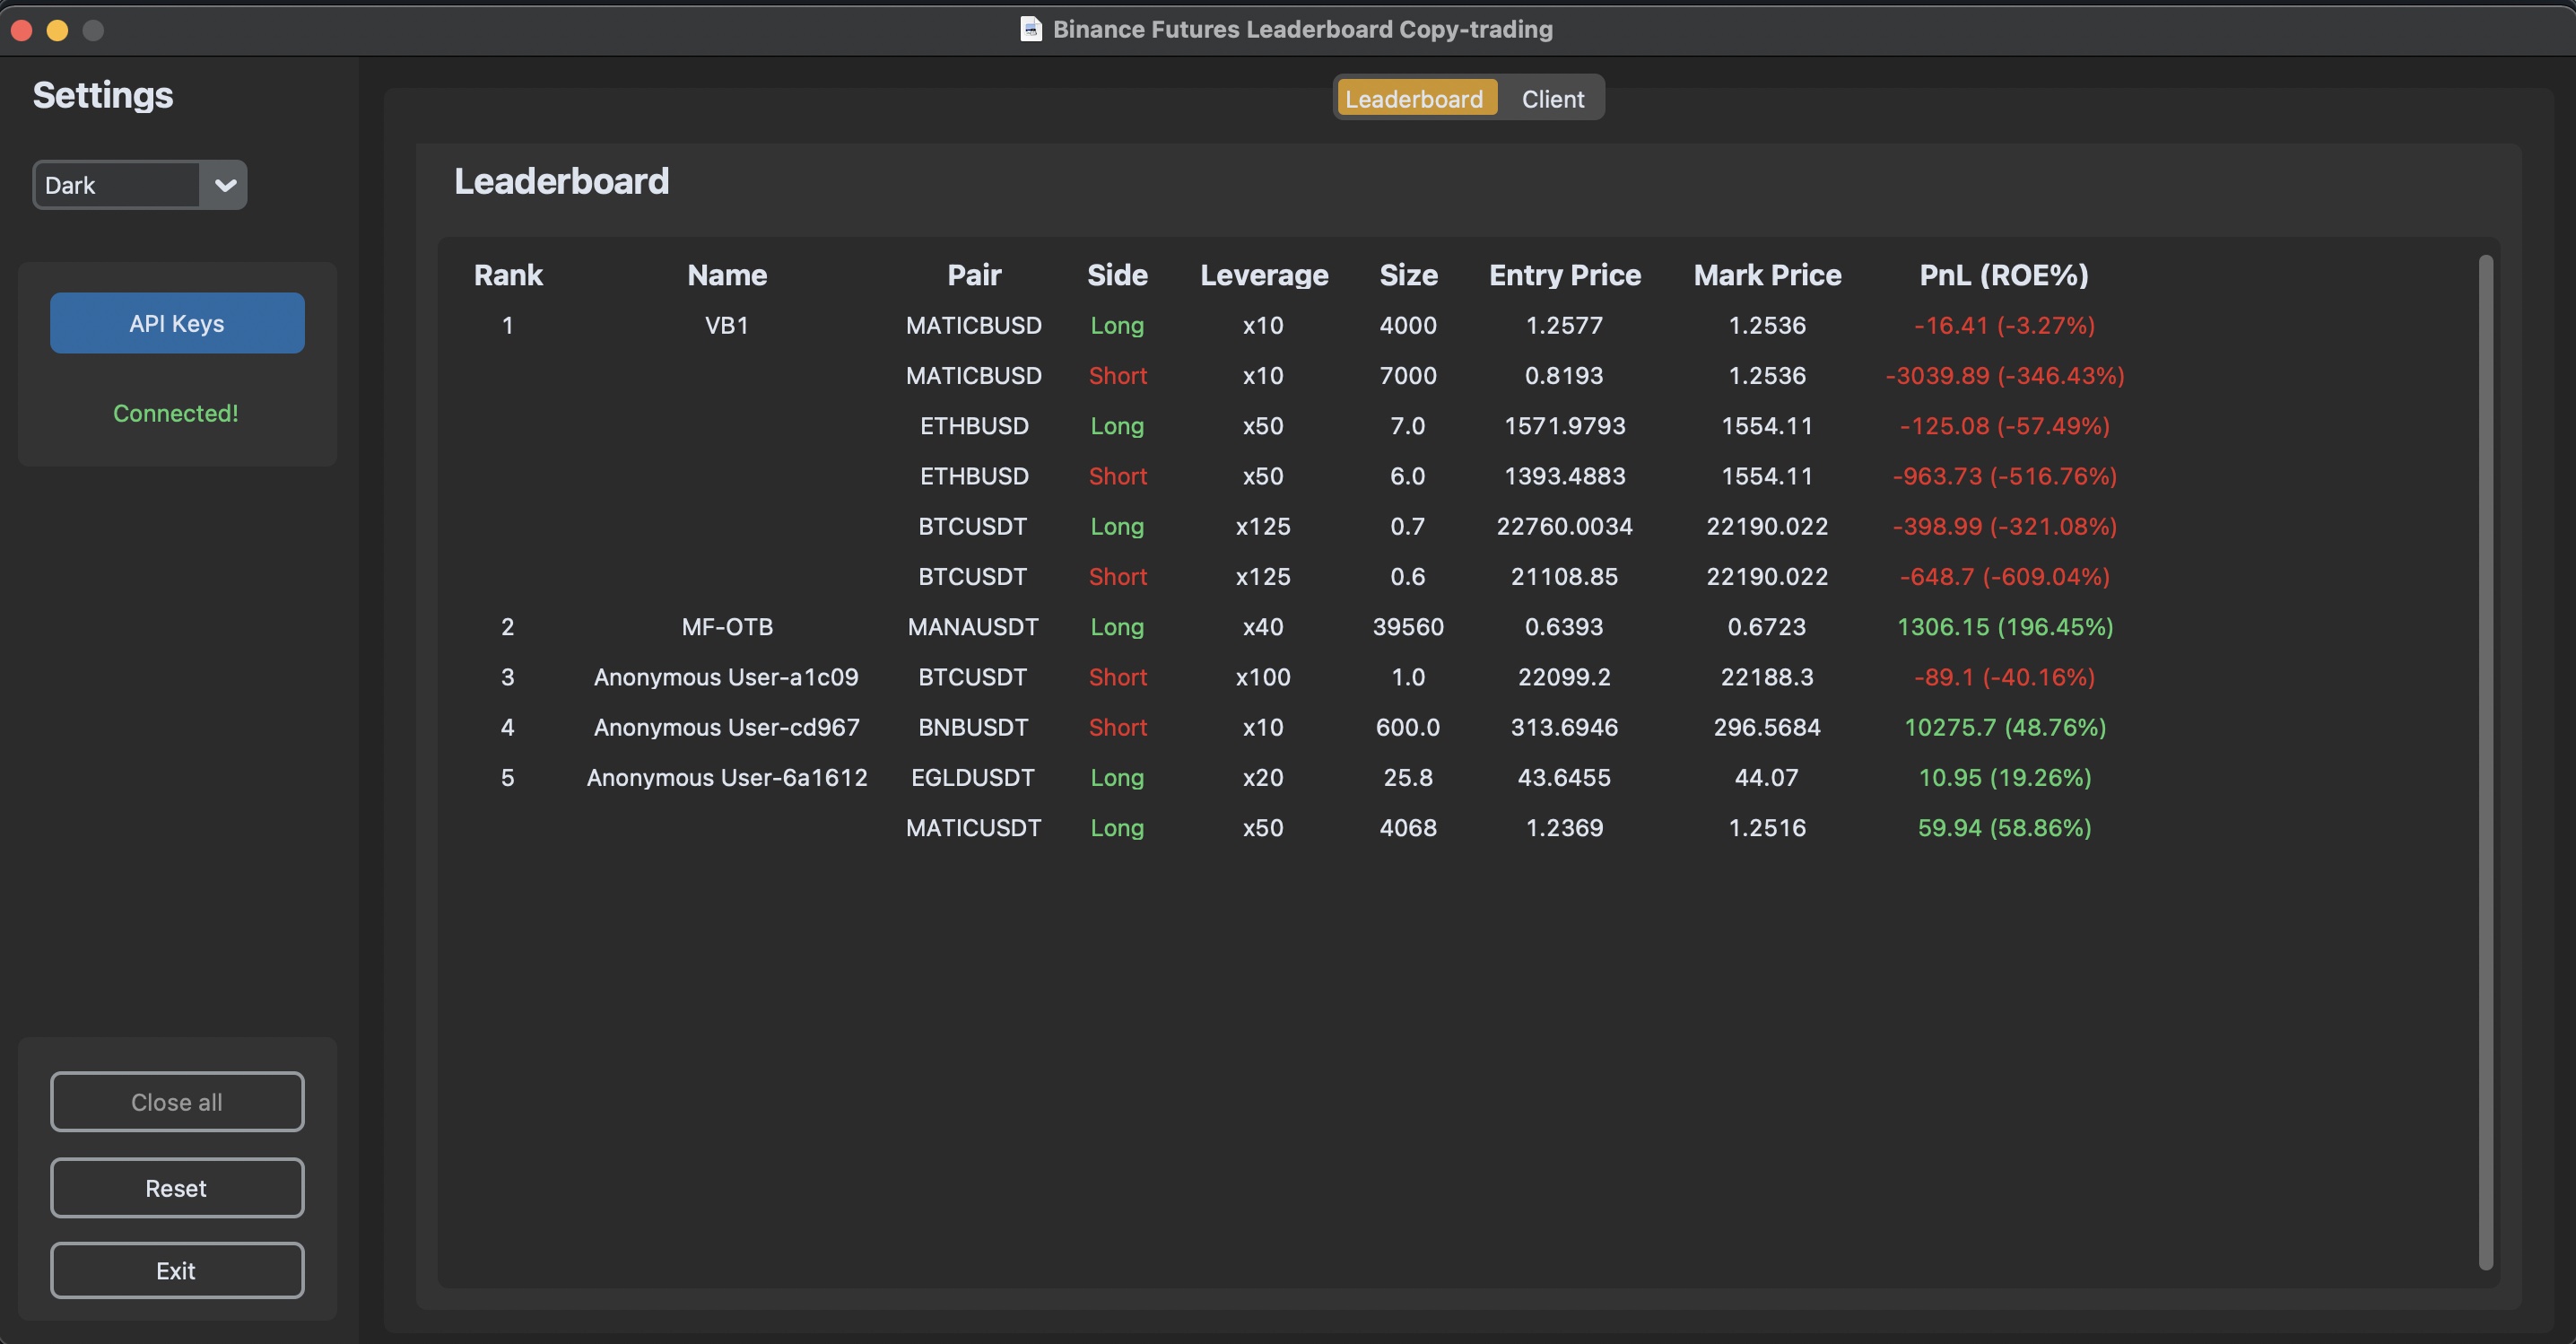 Binance Futures Leaderboard Copy-trading
Settings
Dark
API Keys
Connected!
Close all
Reset
Exit
Leaderboard Client
Leaderboard
Rank Name Pair Side Leverage Size Entry Price Mark Price PnL (ROE%)
1 VB1 MATICBUSD Long x10 4000 1.2577 1.2536 -16.41 (-3.27%)
MATICBUSD Short x10 7000 0.8193 1.2536 -3039.89 (-346.43%)
ETHBUSD Long x50 7.0 1571.9793 1554.11 -125.08 (-57.49%)
ETHBUSD Short x50 6.0 1393.4883 1554.11 -963.73 (-516.76%)
BTCUSDT Long x125 0.7 22760.0034 22190.022 -398.99 (-321.08%)
BTCUSDT Short x125 0.6 21108.85 22190.022 -648.7 (-609.04%)
2 MF-OTB MANAUSDT Long x40 39560 0.6393 0.6723 1306.15 (196.45%)
3 Anonymous User-a1c09 BTCUSDT Short x100 1.0 22099.2 22188.3 -89.1 (-40.16%)
4 Anonymous User-cd967 BNBUSDT Short x10 600.0 313.6946 296.5684 10275.7 (48.76%)
5 Anonymous User-6a1612 EGLDUSDT Long x20 25.8 43.6455 44.07 10.95 (19.26%)
MATICUSDT Long x50 4068 1.2369 1.2516 59.94 (58.86%)